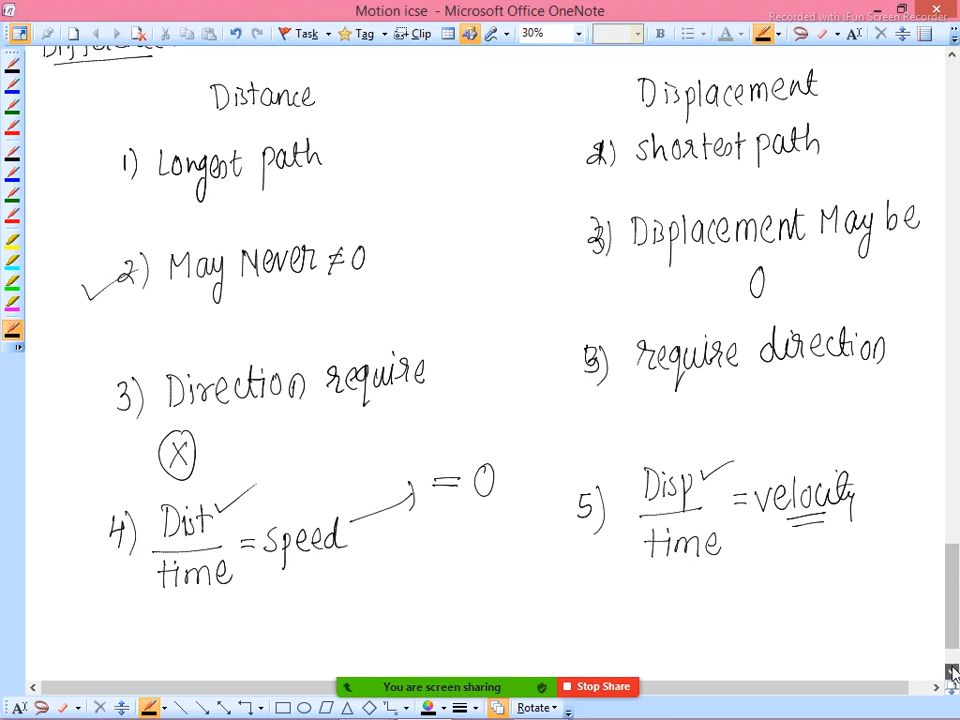 Motion icse - Microsoft Office OneNote
Recorded with iFun Screen Recorder
Task Tag Clip 30% B A A
Difference
Distance
Displacement
1) Longest path
2) shortest path
2) May Never ≠ 0
3) Displacement May be
0
3) Direction require
X
require direction
4) Dist / time = speed = 0
5) Disp / time = velocity
You are screen sharing Stop Share
Rotate